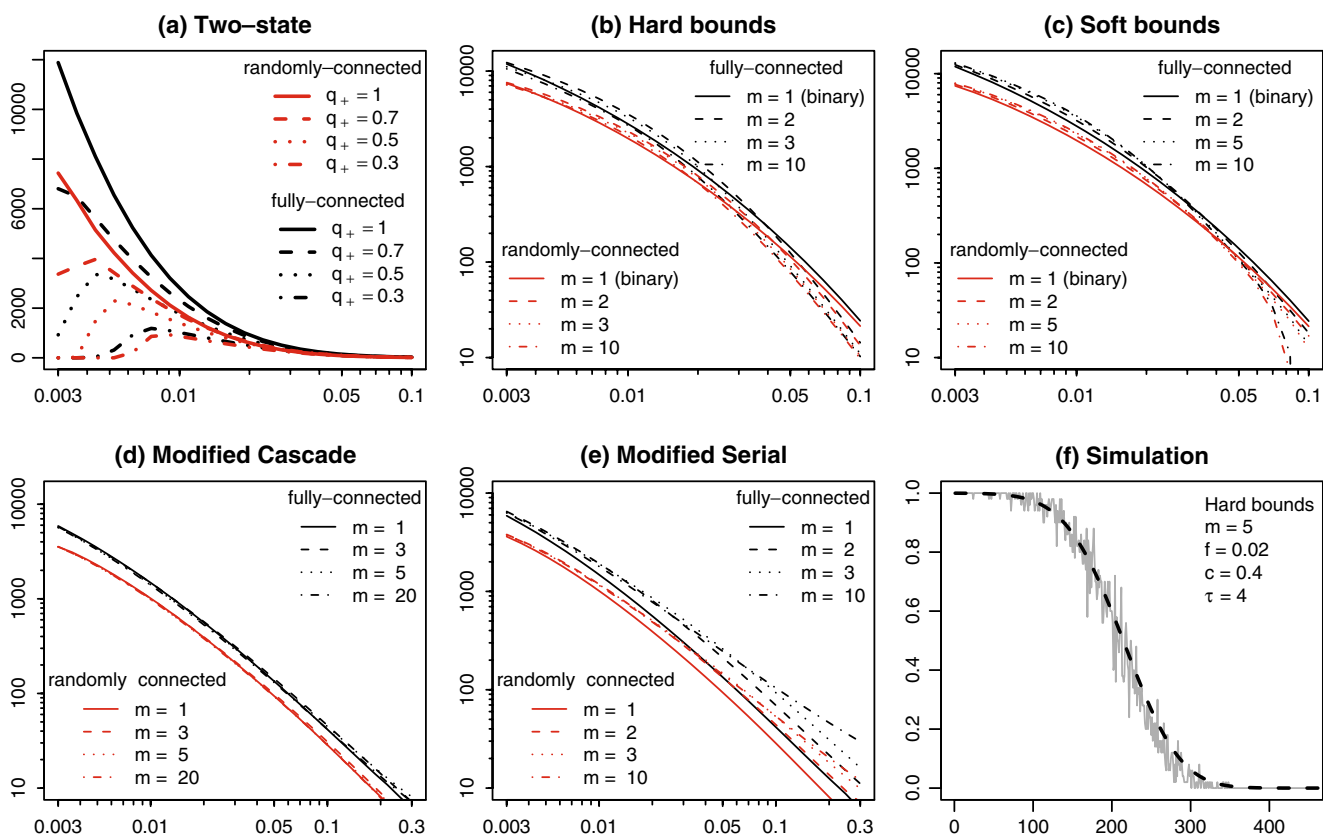 (a) Two−state
randomly−connected
q+ = 1
q+ = 0.7
q+ = 0.5
q+ = 0.3
fully−connected
q+ = 1
q+ = 0.7
q+ = 0.5
q+ = 0.3
0 2000 6000 10000
0.003 0.01 0.04 0.1
(b) Hard bounds
fully−connected
m = 1 (binary)
m = 2
m = 3
m = 10
randomly−connected
m = 1 (binary)
m = 2
m = 3
m = 10
10 100 1000 10000
0.003 0.01 0.05 0.1
(c) Soft bounds
fully−connected
m = 1 (binary)
m = 2
m = 5
m = 10
randomly−connected
m = 1 (binary)
m = 2
m = 5
m = 10
10 100 1000 10000
0.003 0.01 0.05 0.1
(d) Modified Cascade
fully−connected
m = 1
m = 3
m = 5
m = 20
randomly connected
m = 1
m = 3
m = 5
m = 20
10 100 1000 10000
0.003 0.01 0.05 0.1 0.3
(e) Modified Serial
fully−connected
m = 1
m = 2
m = 3
m = 10
randomly connected
m = 1
m = 2
m = 3
m = 10
10 100 1000 10000
0.003 0.01 0.05 0.1 0.3
(f) Simulation
Hard bounds
m = 5
f = 0.02
c = 0.4
τ = 4
0.0 0.2 0.4 0.6 0.8 1.0
0 100 200 300 400